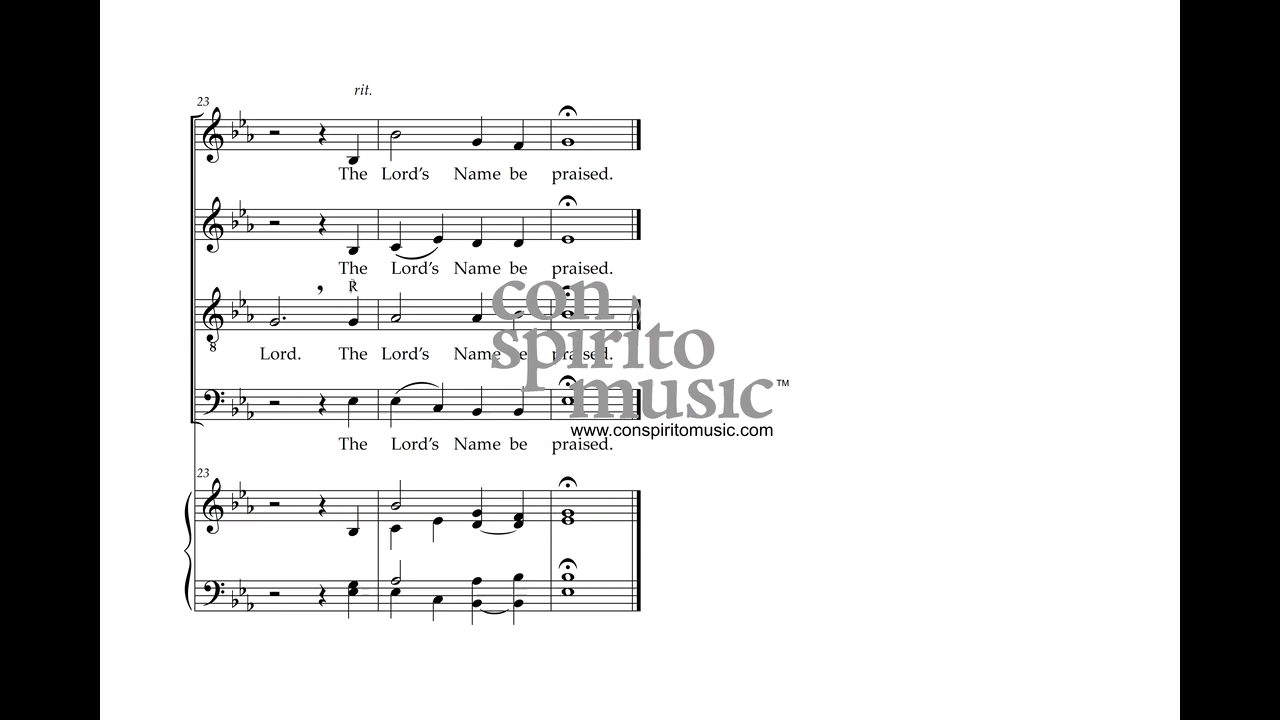 rit.
23
The Lord's Name be praised.
The Lord's Name be praised.
℟
8
Lord. The Lord's Name be praised.
con
spirito
music™
www.conspiritomusic.com
The Lord's Name be praised.
23